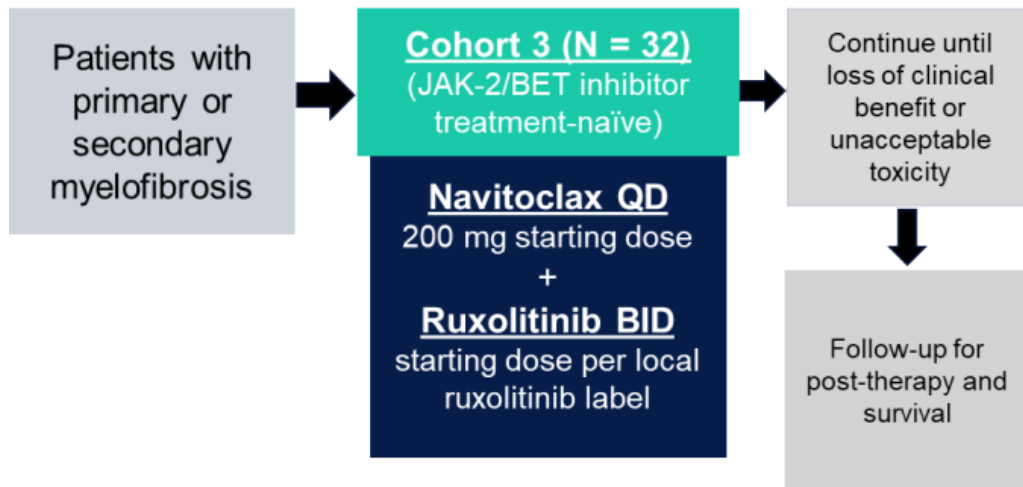 Patients with
primary or
secondary
myelofibrosis
Cohort 3 (N = 32)
(JAK-2/BET inhibitor
treatment-naïve)
Navitoclax QD
200 mg starting dose
+
Ruxolitinib BID
starting dose per local
ruxolitinib label
Continue until
loss of clinical
benefit or
unacceptable
toxicity
Follow-up for
post-therapy and
survival